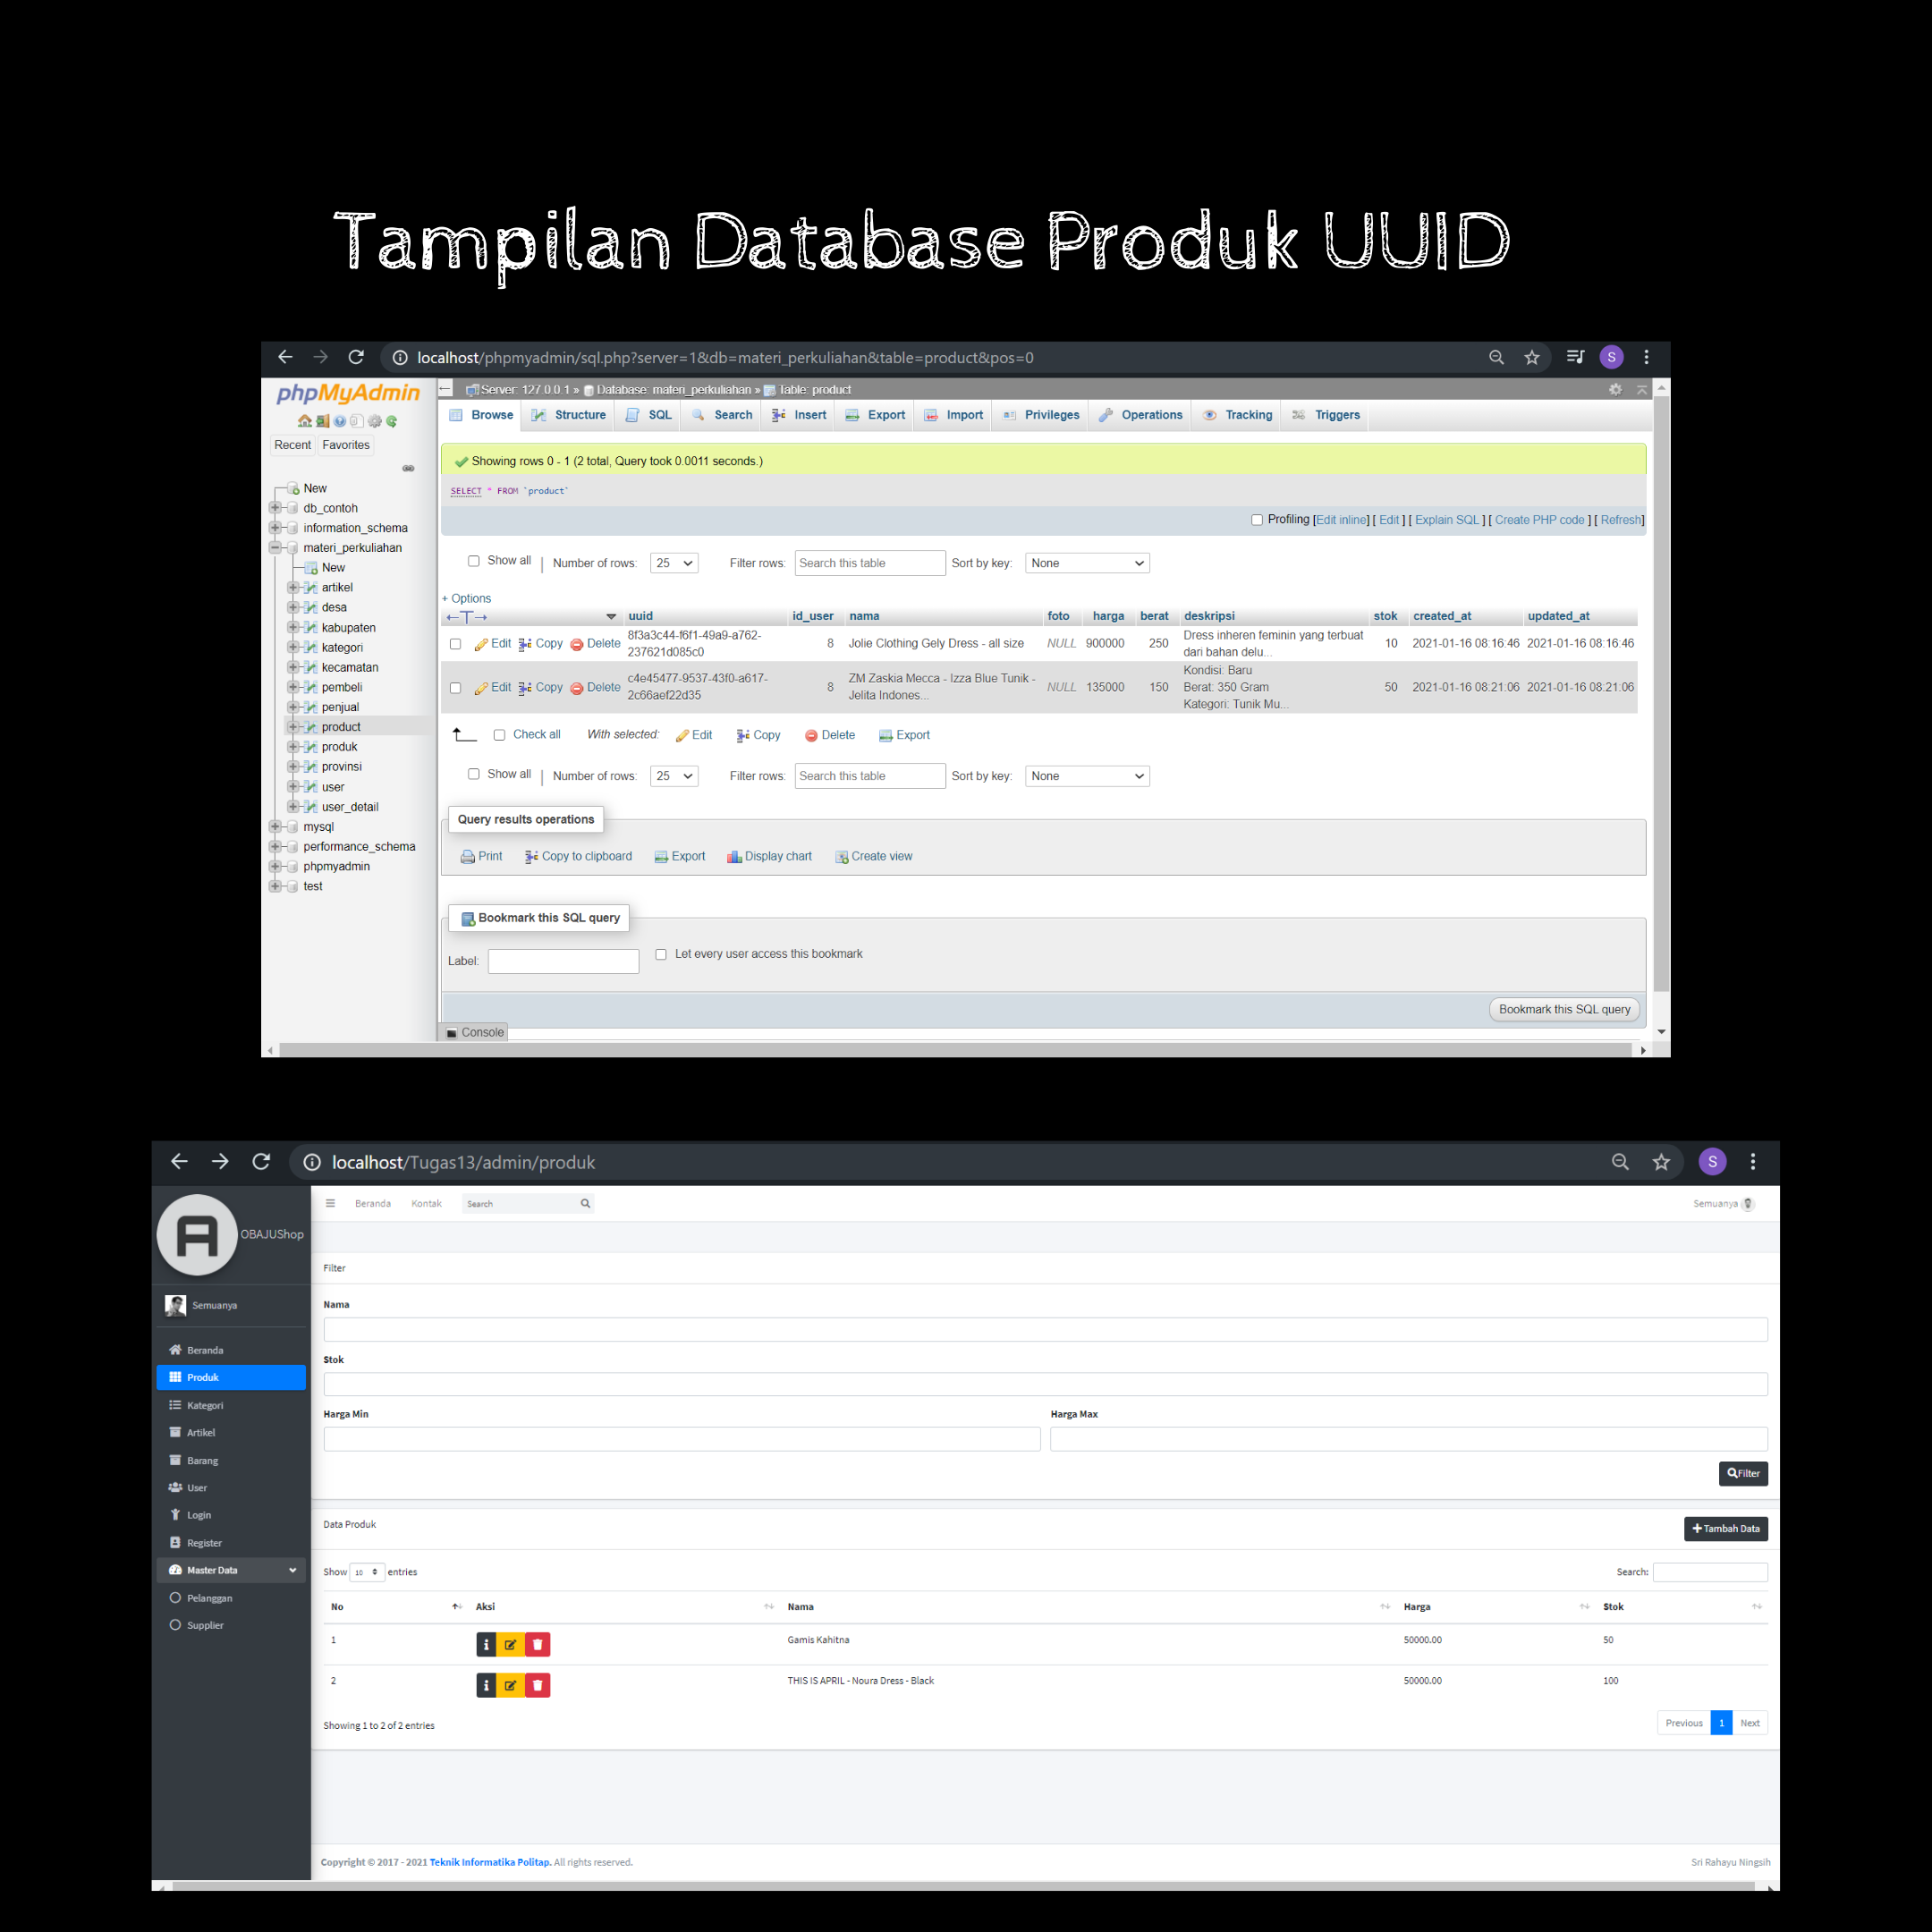 Tampilan Database Produk UUID
localhost/phpmyadmin/sql.php?server=1&db=materi_perkuliahan&table=product&pos=0
S
phpMyAdmin
Recent Favorites
New
db_contoh
information_schema
materi_perkuliahan
New
artikel
desa
kabupaten
kategori
kecamatan
pembeli
penjual
product
produk
provinsi
user
user_detail
mysql
performance_schema
phpmyadmin
test
Server: 127.0.0.1 » Database: materi_perkuliahan » Table: product
Browse Structure SQL Search Insert Export Import Privileges Operations Tracking Triggers
Showing rows 0 - 1 (2 total, Query took 0.0011 seconds.)
SELECT * FROM `product`
Profiling [Edit inline] [ Edit ] [ Explain SQL ] [ Create PHP code ] [ Refresh]
Show all | Number of rows: 25 Filter rows: Search this table Sort by key: None
+ Options
←T→ uuid id_user nama foto harga berat deskripsi stok created_at updated_at
Edit Copy Delete 8f3a3c44-f6f1-49a9-a762-237621d085c0 8 Jolie Clothing Gely Dress - all size NULL 900000 250 Dress inheren feminin yang terbuat dari bahan delu... 10 2021-01-16 08:16:46 2021-01-16 08:16:46
Edit Copy Delete c4e45477-9537-43f0-a617-2c66aef22d35 8 ZM Zaskia Mecca - Izza Blue Tunik - Jelita Indones... NULL 135000 150 Kondisi: Baru Berat: 350 Gram Kategori: Tunik Mu... 50 2021-01-16 08:21:06 2021-01-16 08:21:06
Check all With selected: Edit Copy Delete Export
Show all | Number of rows: 25 Filter rows: Search this table Sort by key: None
Query results operations
Print Copy to clipboard Export Display chart Create view
Bookmark this SQL query
Label: Let every user access this bookmark
Bookmark this SQL query
Console
localhost/Tugas13/admin/produk
S
A OBAJUShop
Semuanya
Beranda
Produk
Kategori
Artikel
Barang
User
Login
Register
Master Data
Pelanggan
Supplier
Beranda Kontak Search Semuanya
Filter
Nama
Stok
Harga Min Harga Max
Filter
Data Produk Tambah Data
Show 10 entries Search:
No Aksi Nama Harga Stok
1 Gamis Kahitna 50000.00 50
2 THIS IS APRIL - Noura Dress - Black 50000.00 100
Showing 1 to 2 of 2 entries Previous 1 Next
Copyright © 2017 - 2021 Teknik Informatika Politap. All rights reserved. Sri Rahayu Ningsih